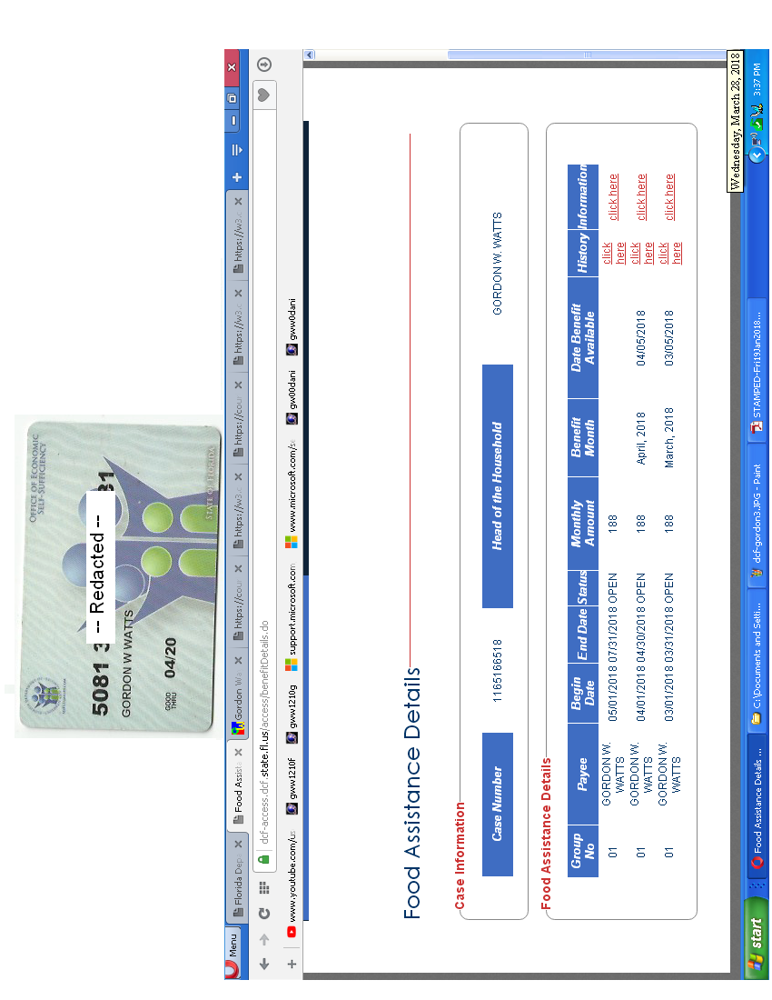 OFFICE OF ECONOMIC
SELF-SUFFICIENCY
5081 3
81
-- Redacted --
GORDON W WATTS
GOOD
THRU
04/20
STATE OF FLORIDA
Menu
Florida Dep
Food Assista
Gordon Wa
https://cour
https://w3.
https://cour
https://w3.
https://w3.
dcf-access.dcf.state.fl.us/access/benefitDetails.do
www.youtube.com/us
gww1210f
gww1210g
support.microsoft.com
www.microsoft.com/se
gw00dani
gww0dani
Food Assistance Details
Case Information
Case Number
1165166518
Head of the Household
GORDON W. WATTS
Food Assistance Details
Group No Payee Begin Date End Date Status Monthly Amount Benefit Month Date Benefit Available History Information
01 GORDON W. WATTS 05/01/2018 07/31/2018 OPEN 188 click here click here
01 GORDON W. WATTS 04/01/2018 04/30/2018 OPEN 188 April, 2018 04/05/2018 click here click here
01 GORDON W. WATTS 03/01/2018 03/31/2018 OPEN 188 March, 2018 03/05/2018 click here click here
Wednesday, March 28, 2018
start
Food Assistance Details ...
C:\Documents and Setti...
dcf-gordon3.JPG - Paint
STAMPED-Fri19Jan2018...
3:37 PM